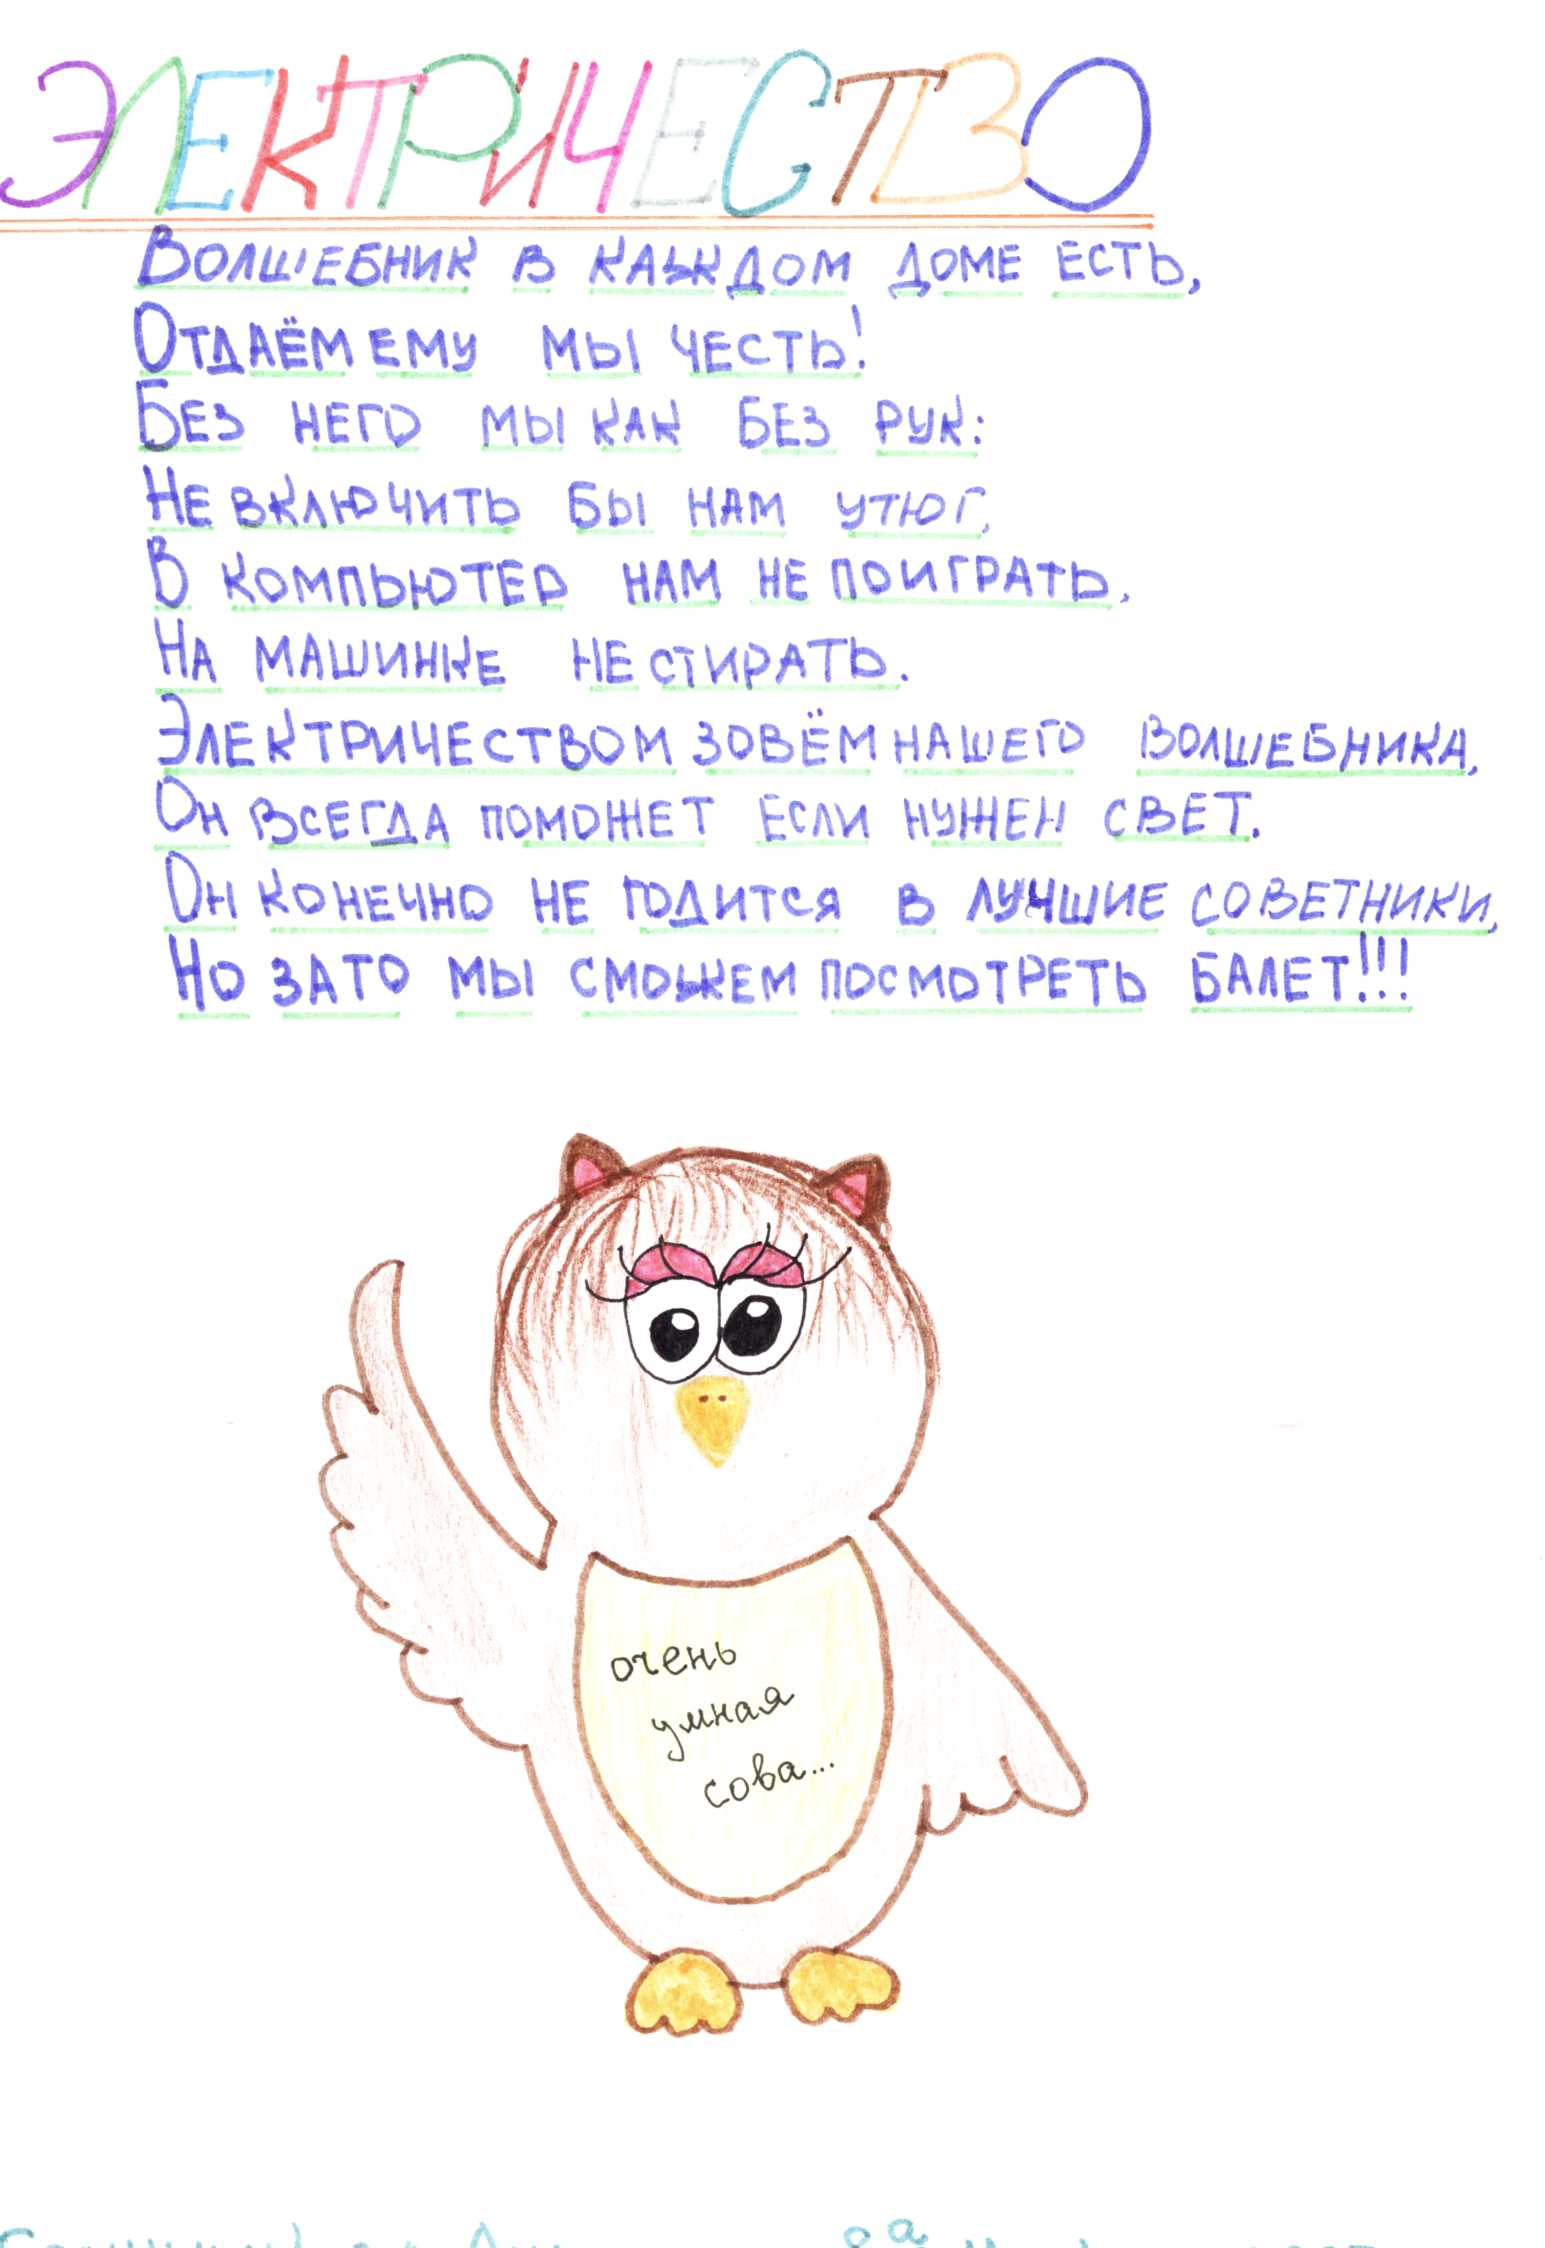 ЭЛЕКТРИЧЕСТВО
ВОЛШЕБНИК В КАЖДОМ ДОМЕ ЕСТЬ,
ОТДАЁМ ЕМУ МЫ ЧЕСТЬ!
БЕЗ НЕГО МЫ КАК БЕЗ РУК:
НЕ ВКЛЮЧИТЬ БЫ НАМ УТЮГ,
В КОМПЬЮТЕР НАМ НЕ ПОИГРАТЬ,
НА МАШИНКЕ НЕ СТИРАТЬ.
ЭЛЕКТРИЧЕСТВОМ ЗОВЁМ НАШЕГО ВОЛШЕБНИКА,
ОН ВСЕГДА ПОМОЖЕТ ЕСЛИ НУЖЕН СВЕТ.
ОН КОНЕЧНО НЕ ГОДИТСЯ В ЛУЧШИЕ СОВЕТНИКИ,
НО ЗАТО МЫ СМОЖЕМ ПОСМОТРЕТЬ БАЛЕТ!!!
очень
умная
сова...
8а